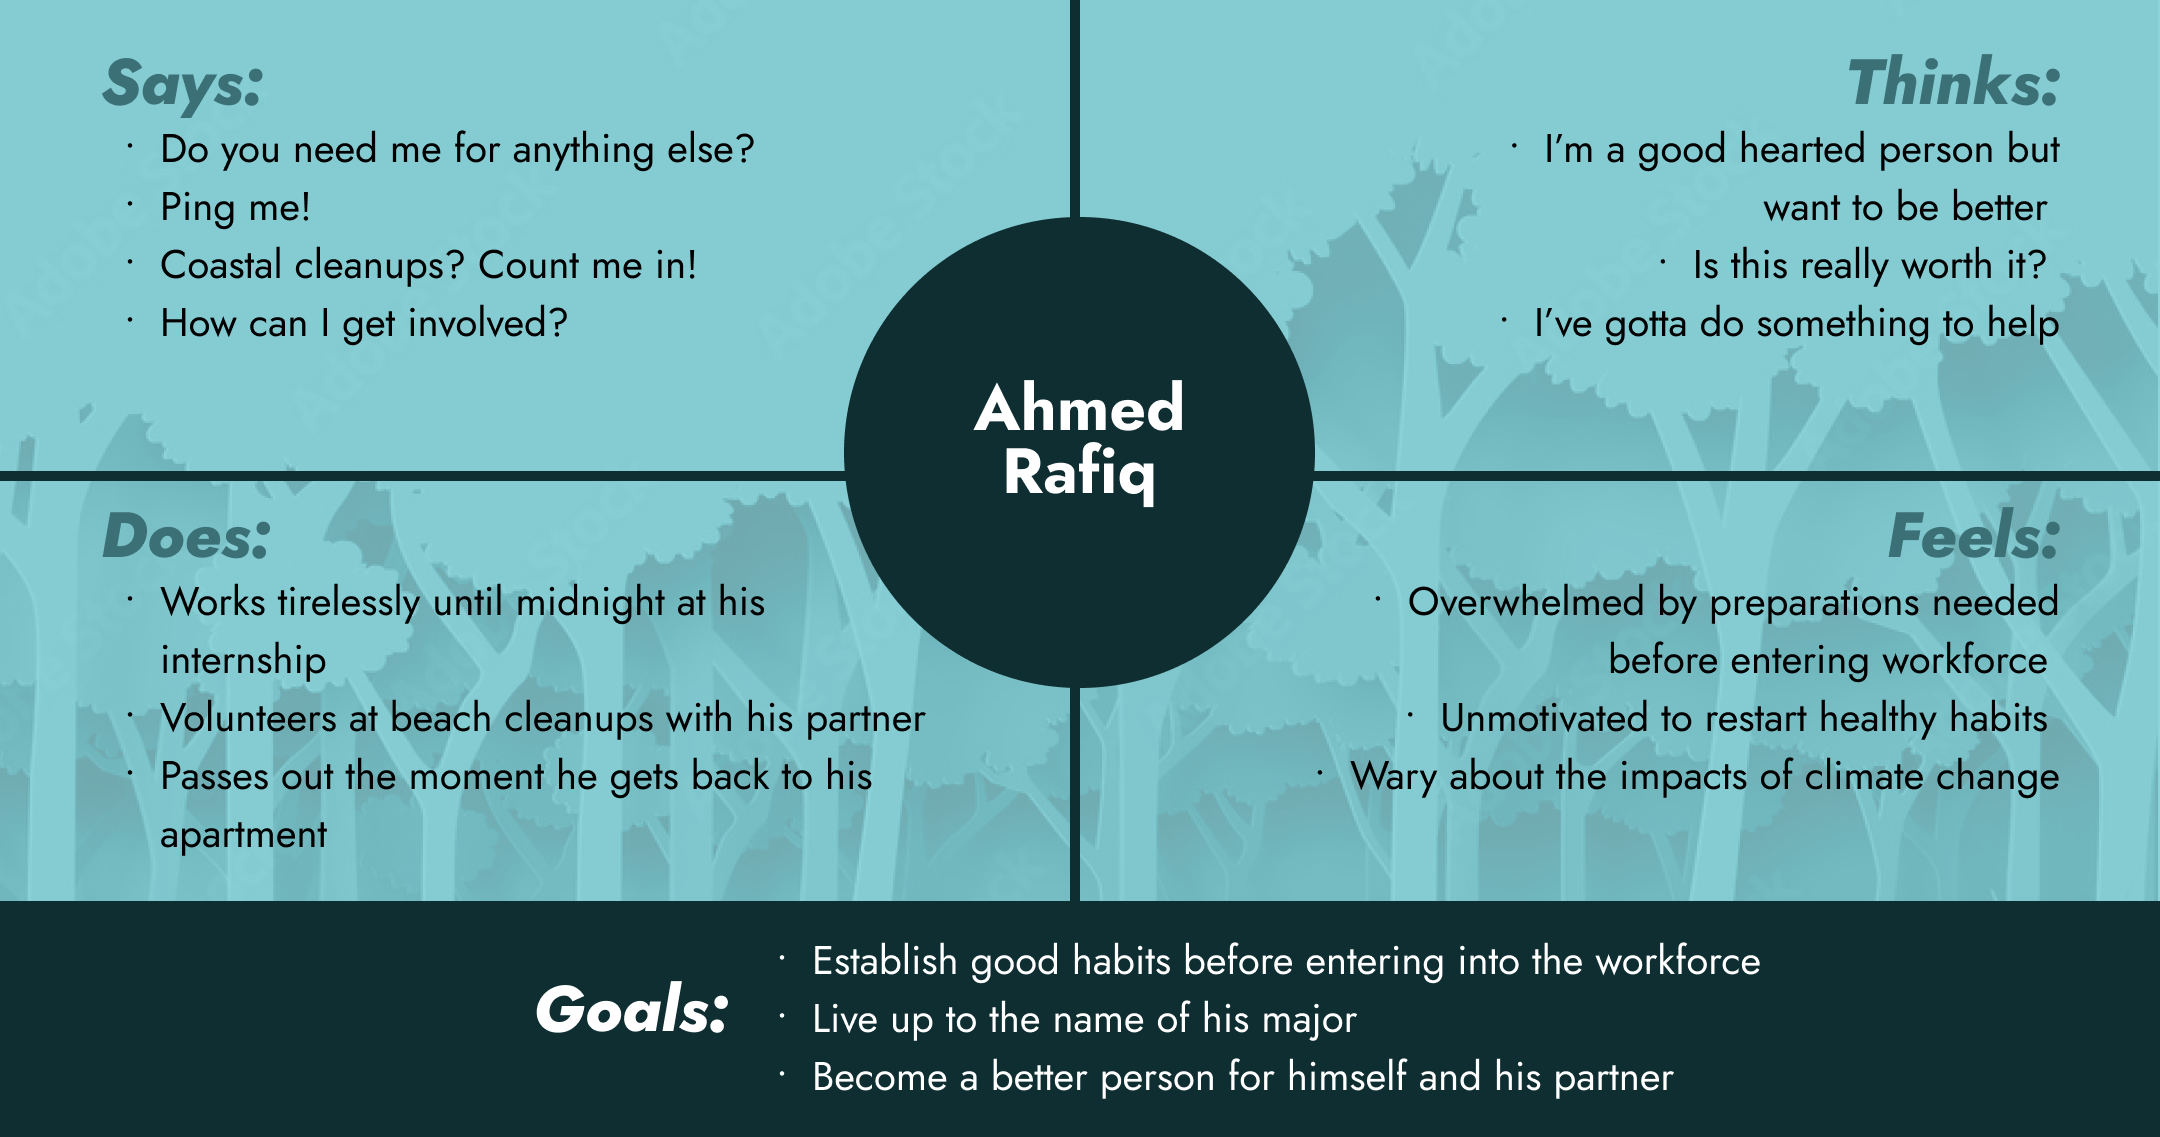 Says:
· Do you need me for anything else?
· Ping me!
· Coastal cleanups? Count me in!
· How can I get involved?
Thinks:
· I’m a good hearted person but
want to be better
· Is this really worth it?
· I’ve gotta do something to help
Ahmed
Rafiq
Does:
· Works tirelessly until midnight at his
internship
· Volunteers at beach cleanups with his partner
· Passes out the moment he gets back to his
apartment
Feels:
· Overwhelmed by preparations needed
before entering workforce
· Unmotivated to restart healthy habits
· Wary about the impacts of climate change
Goals:
· Establish good habits before entering into the workforce
· Live up to the name of his major
· Become a better person for himself and his partner
Adobe Stock